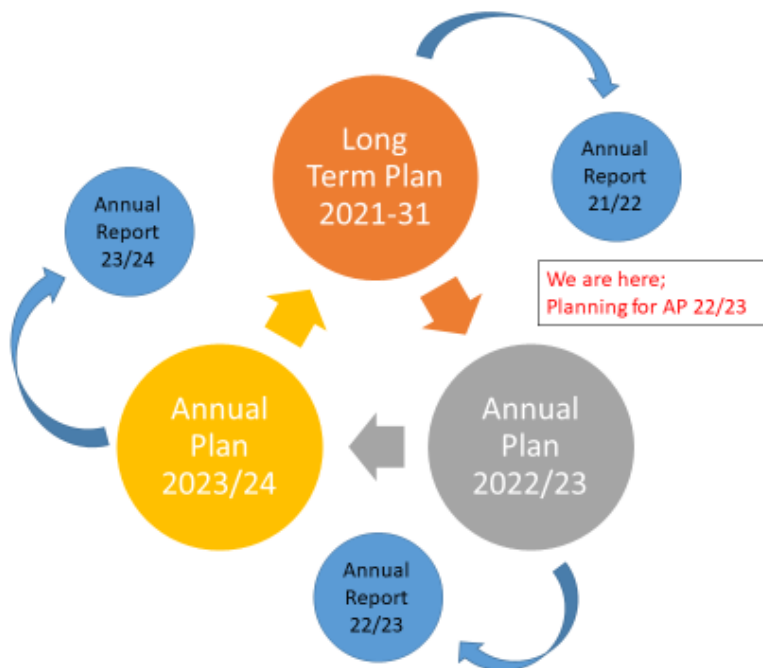 Long
Term Plan
2021-31
Annual
Report
21/22
Annual
Report
23/24
We are here;
Planning for AP 22/23
Annual
Plan
2023/24
Annual
Plan
2022/23
Annual
Report
22/23